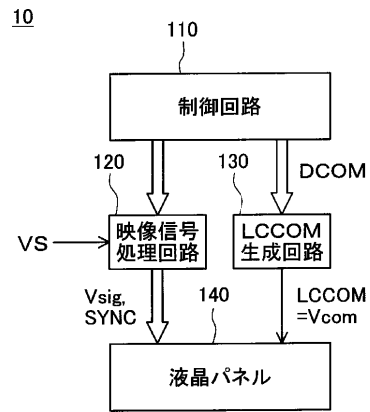 10
110
制御回路
120
130
DCOM
VS
映像信号
処理回路
LCCOM
生成回路
Vsig,
SYNC
140
LCCOM
=Vcom
液晶パネル